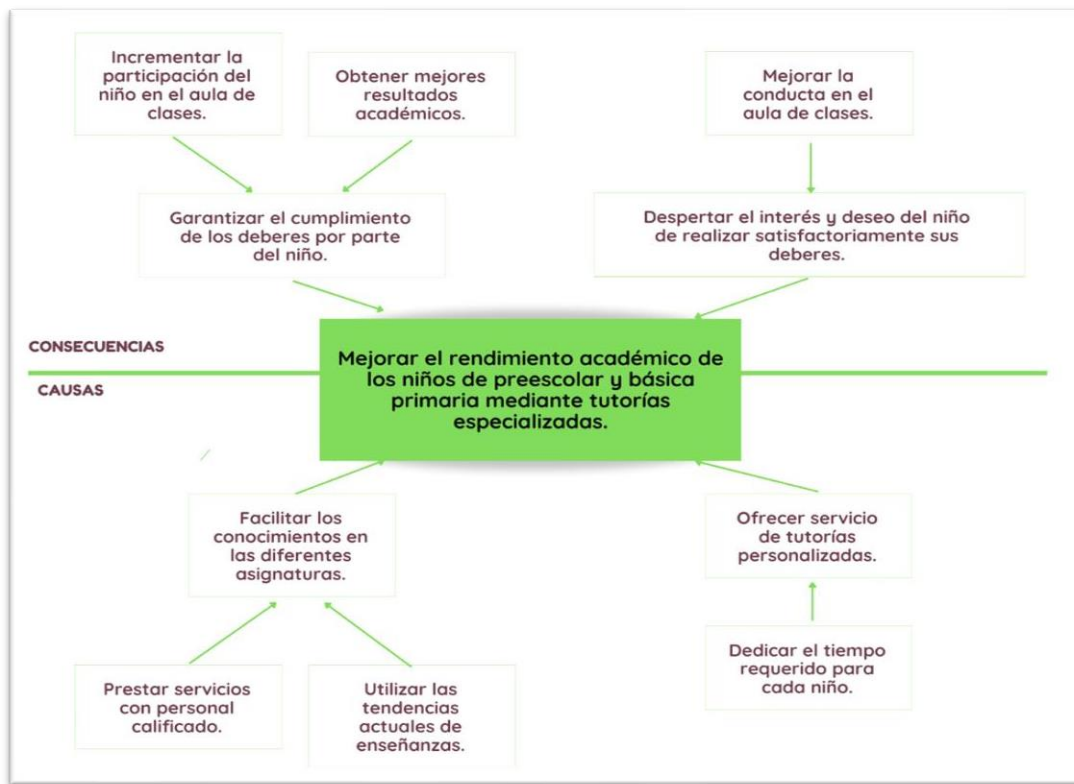 Incrementar la
participación del
niño en el aula de
clases.
Obtener mejores
resultados
académicos.
Mejorar la
conducta en el
aula de clases.
Garantizar el cumplimiento
de los deberes por parte
del niño.
Despertar el interés y deseo del niño
de realizar satisfactoriamente sus
deberes.
CONSECUENCIAS
Mejorar el rendimiento académico de
los niños de preescolar y básica
primaria mediante tutorías
especializadas.
CAUSAS
Facilitar los
conocimientos en
las diferentes
asignaturas.
Ofrecer servicio
de tutorías
personalizadas.
Prestar servicios
con personal
calificado.
Utilizar las
tendencias
actuales de
enseñanzas.
Dedicar el tiempo
requerido para
cada niño.